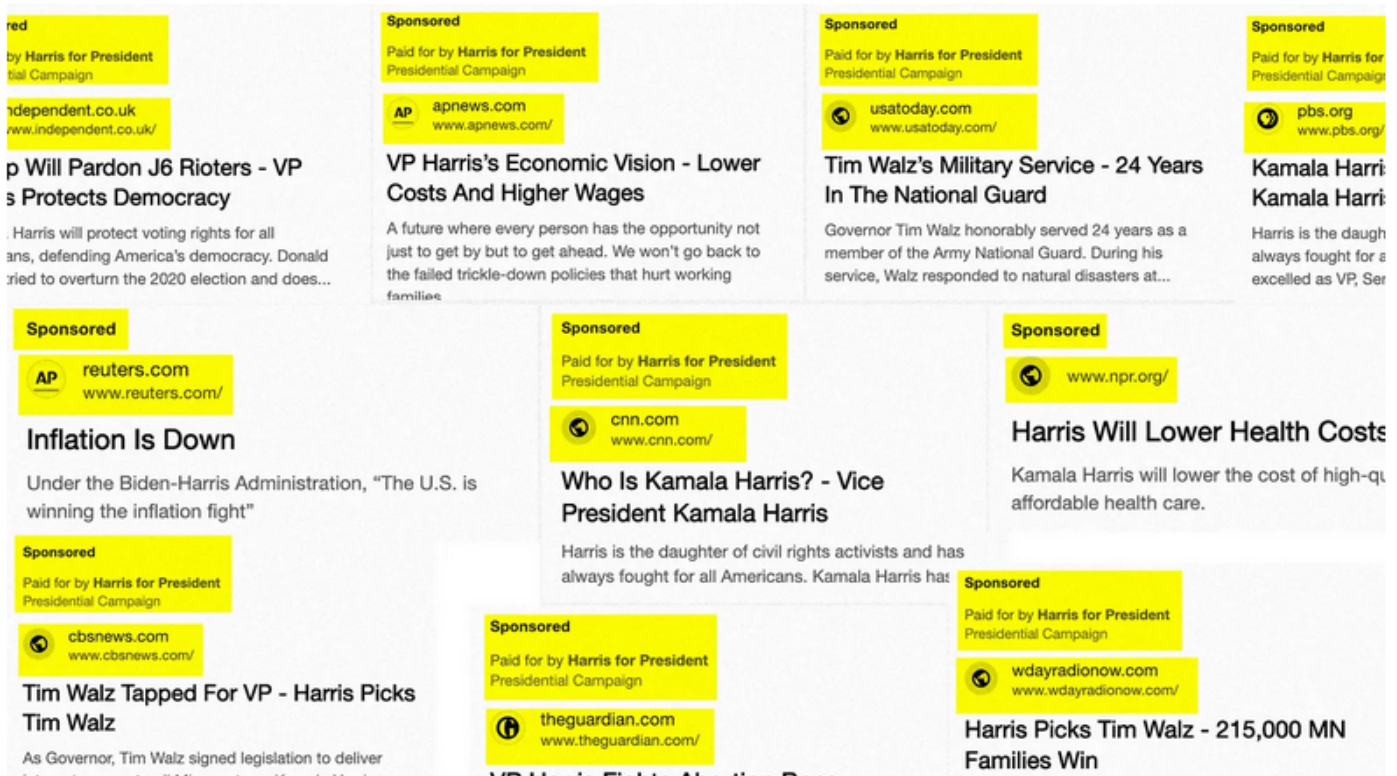 red
by Harris for President
tial Campaign
ndependent.co.uk
www.independent.co.uk/
p Will Pardon J6 Rioters - VP
s Protects Democracy
. Harris will protect voting rights for all
ans, defending America's democracy. Donald
ried to overturn the 2020 election and does...
Sponsored
Paid for by Harris for President
Presidential Campaign
AP
apnews.com
www.apnews.com/
VP Harris's Economic Vision - Lower
Costs And Higher Wages
A future where every person has the opportunity not
just to get by but to get ahead. We won't go back to
the failed trickle-down policies that hurt working
families
Sponsored
Paid for by Harris for President
Presidential Campaign
usatoday.com
www.usatoday.com/
Tim Walz's Military Service - 24 Years
In The National Guard
Governor Tim Walz honorably served 24 years as a
member of the Army National Guard. During his
service, Walz responded to natural disasters at...
Sponsored
Paid for by Harris for
Presidential Campaign
pbs.org
www.pbs.org/
Kamala Harris
Kamala Harris
Harris is the daugh
always fought for a
excelled as VP, Sen
Sponsored
AP
reuters.com
www.reuters.com/
Inflation Is Down
Under the Biden-Harris Administration, “The U.S. is
winning the inflation fight”
Sponsored
Paid for by Harris for President
Presidential Campaign
cnn.com
www.cnn.com/
Who Is Kamala Harris? - Vice
President Kamala Harris
Harris is the daughter of civil rights activists and has
always fought for all Americans. Kamala Harris has
Sponsored
www.npr.org/
Harris Will Lower Health Costs
Kamala Harris will lower the cost of high-qu
affordable health care.
Sponsored
Paid for by Harris for President
Presidential Campaign
cbsnews.com
www.cbsnews.com/
Tim Walz Tapped For VP - Harris Picks
Tim Walz
As Governor, Tim Walz signed legislation to deliver
Sponsored
Paid for by Harris for President
Presidential Campaign
theguardian.com
www.theguardian.com/
Sponsored
Paid for by Harris for President
Presidential Campaign
wdayradionow.com
www.wdayradionow.com/
Harris Picks Tim Walz - 215,000 MN
Families Win